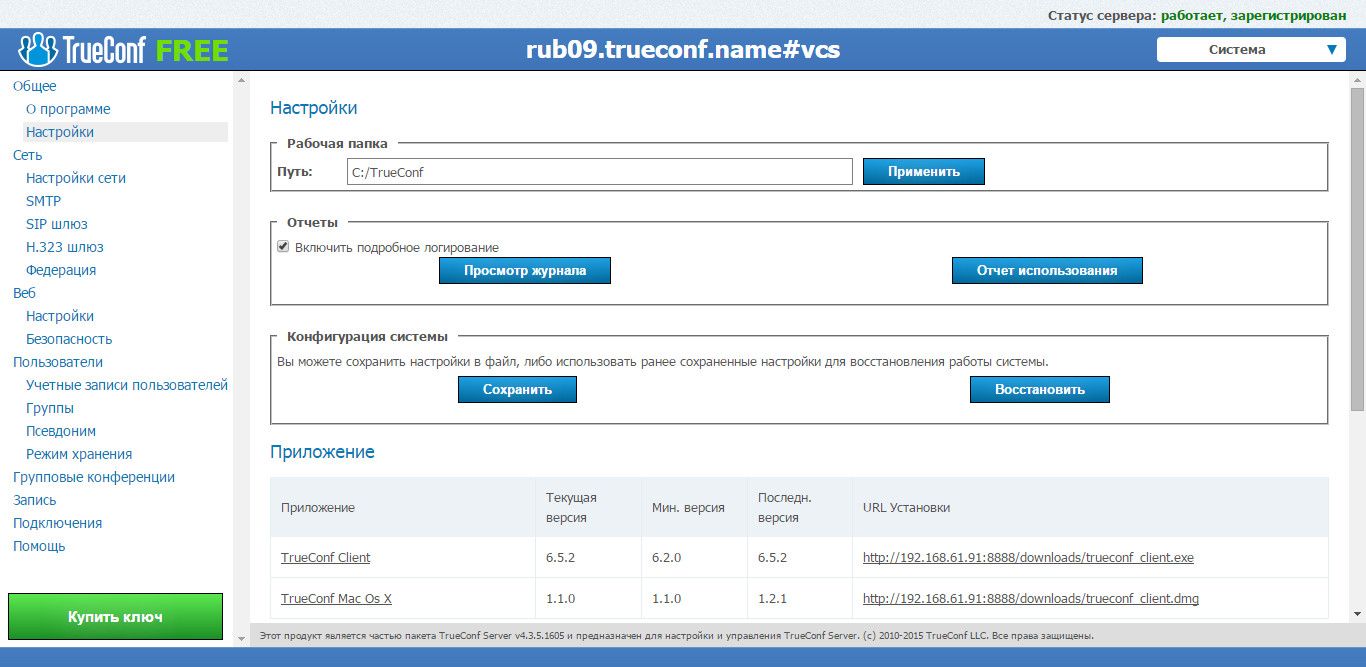 Статус сервера: работает, зарегистрирован
TrueConf FREE
rub09.trueconf.name#vcs
Система
Общее
О программе
Настройки
Сеть
Настройки сети
SMTP
SIP шлюз
H.323 шлюз
Федерация
Веб
Настройки
Безопасность
Пользователи
Учетные записи пользователей
Группы
Псевдоним
Режим хранения
Групповые конференции
Запись
Подключения
Помощь
Купить ключ
Настройки
Рабочая папка
Путь: C:/TrueConf Применить
Отчеты
Включить подробное логирование
Просмотр журнала Отчет использования
Конфигурация системы
Вы можете сохранить настройки в файл, либо использовать ранее сохраненные настройки для восстановления работы системы.
Сохранить Восстановить
Приложение
Приложение Текущая версия Мин. версия Последн. версия URL Установки
TrueConf Client 6.5.2 6.2.0 6.5.2 http://192.168.61.91:8888/downloads/trueconf_client.exe
TrueConf Mac Os X 1.1.0 1.1.0 1.2.1 http://192.168.61.91:8888/downloads/trueconf_client.dmg
Этот продукт является частью пакета TrueConf Server v4.3.5.1605 и предназначен для настройки и управления TrueConf Server. (c) 2010-2015 TrueConf LLC. Все права защищены.